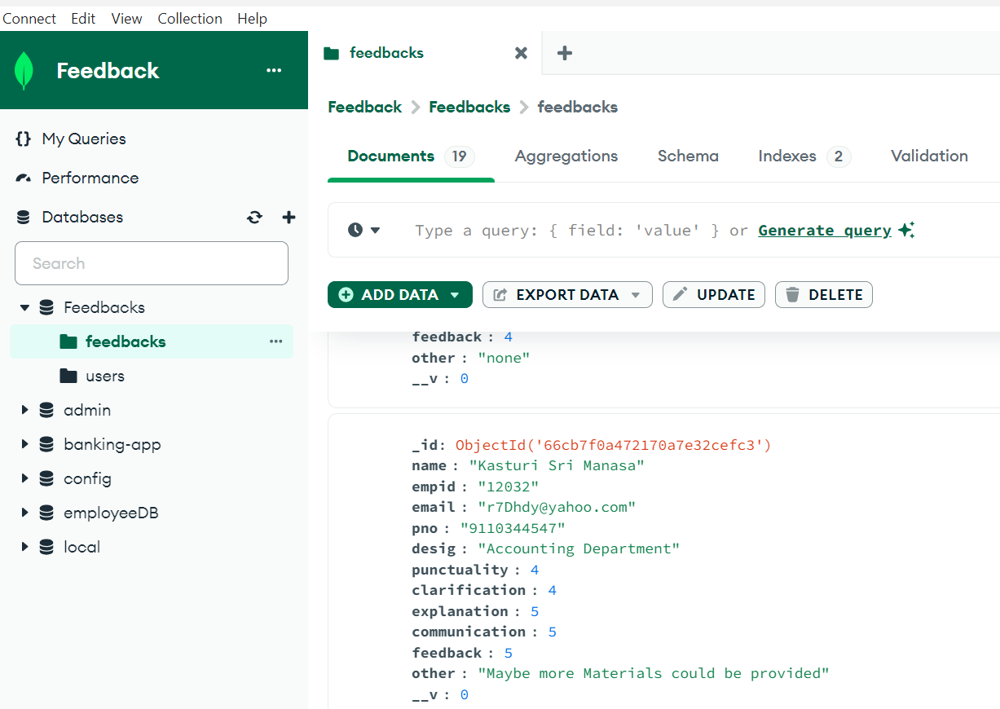 Connect Edit View Collection Help
Feedback
feedbacks
Feedback > Feedbacks > feedbacks
{} My Queries
Performance
Databases
Search
Feedbacks
feedbacks
users
admin
banking-app
config
employeeDB
local
Documents 19 Aggregations Schema Indexes 2 Validation
Type a query: { field: 'value' } or Generate query
ADD DATA EXPORT DATA UPDATE DELETE
feedback : 4
other : "none"
__v : 0
_id: ObjectId('66cb7f0a472170a7e32cefc3')
name : "Kasturi Sri Manasa"
empid : "12032"
email : "r7Dhdy@yahoo.com"
pno : "9110344547"
desig : "Accounting Department"
punctuality : 4
clarification : 4
explanation : 5
communication : 5
feedback : 5
other : "Maybe more Materials could be provided"
__v : 0